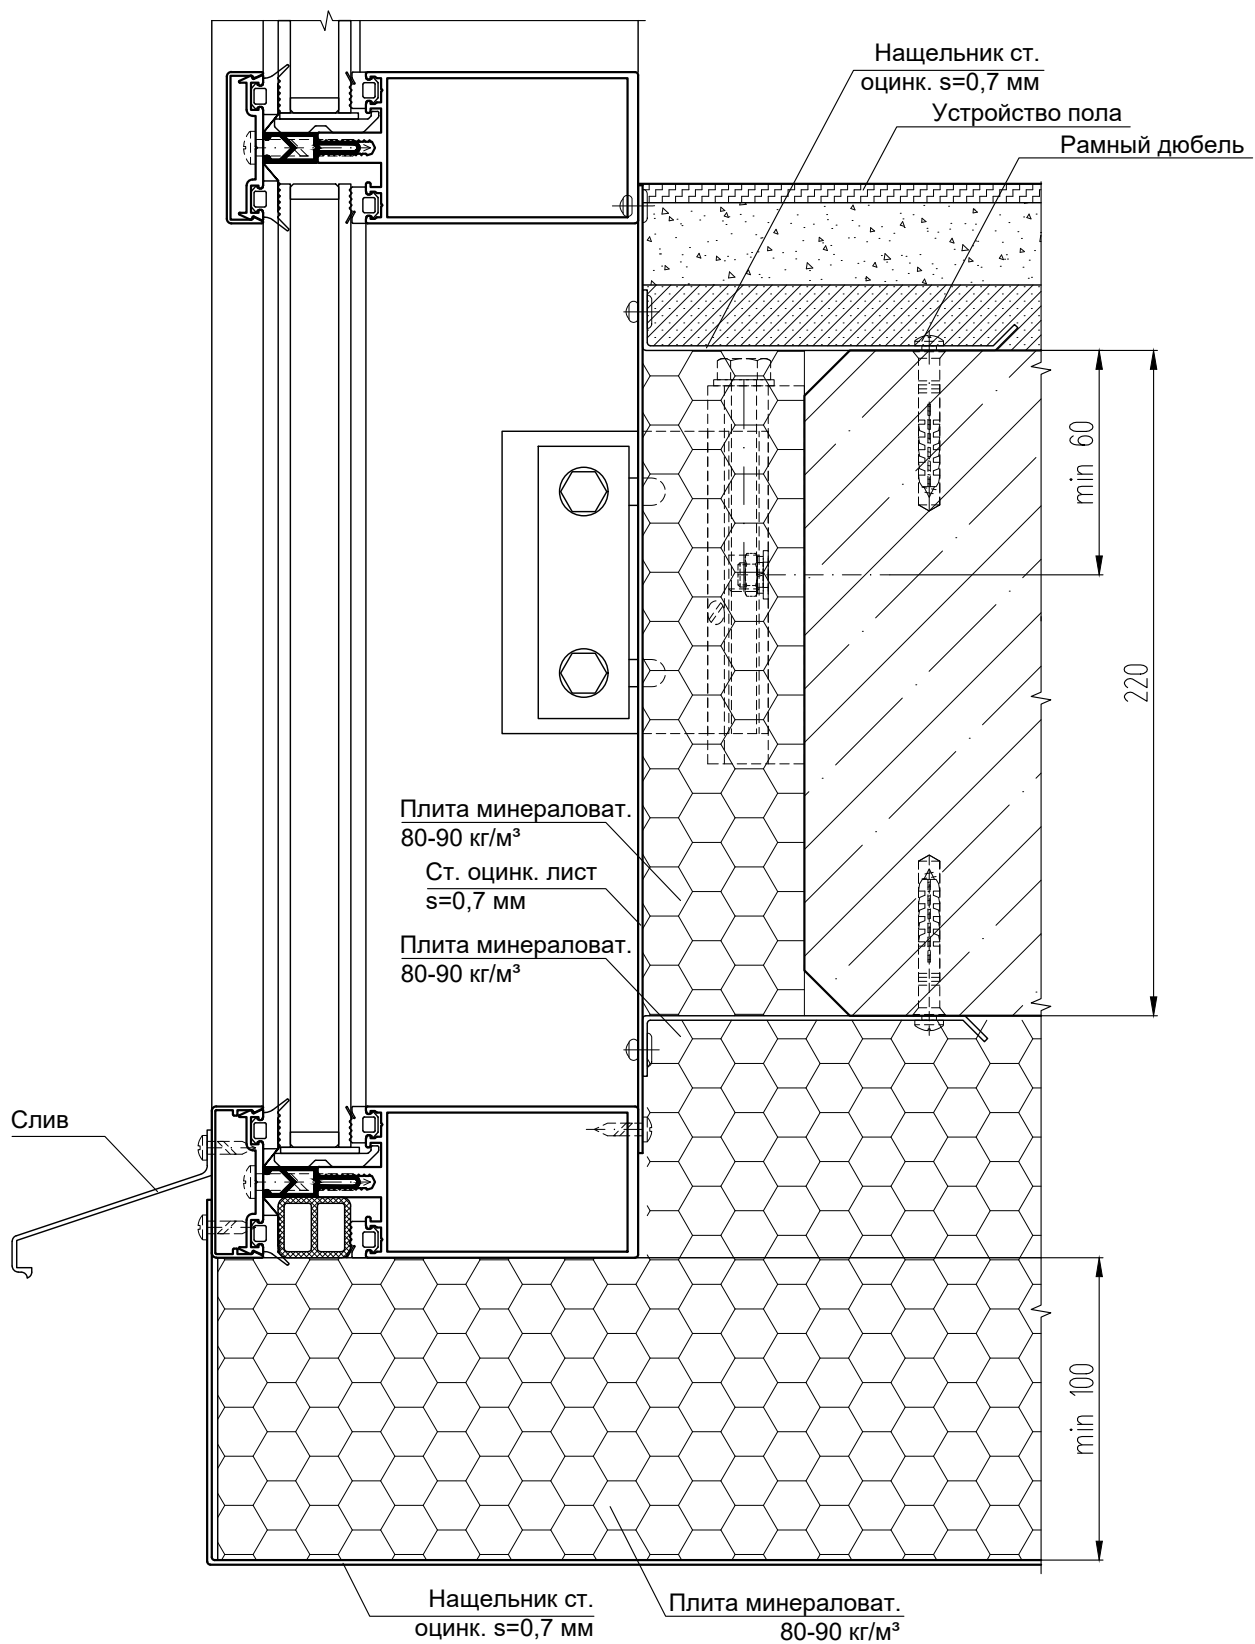 Нащельник ст.
оцинк. s=0,7 мм
Устройство пола
Рамный дюбель
min 60
220
Плита минераловат.
80-90 кг/м³
Ст. оцинк. лист
s=0,7 мм
Плита минераловат.
80-90 кг/м³
Слив
min 100
Нащельник ст.
оцинк. s=0,7 мм
Плита минераловат.
80-90 кг/м³